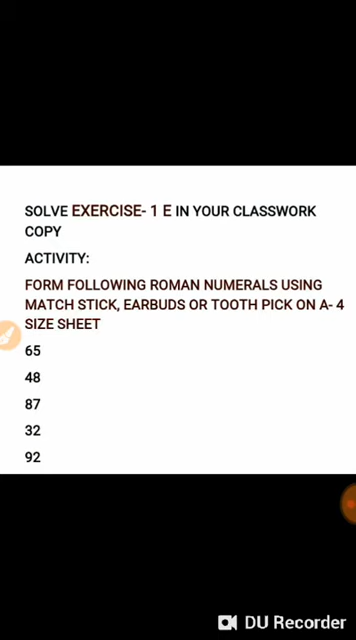 SOLVE EXERCISE- 1 E IN YOUR CLASSWORK
COPY
ACTIVITY:
FORM FOLLOWING ROMAN NUMERALS USING
MATCH STICK, EARBUDS OR TOOTH PICK ON A- 4
SIZE SHEET
65
48
87
32
92
DU Recorder